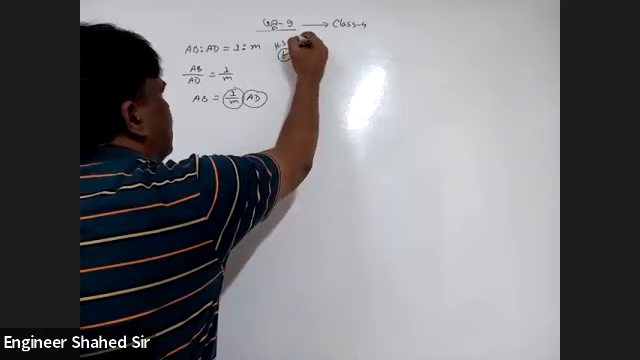 → Class-4
AB : AD = 1 : m
H.S
AB/AD = 1/m
AB = 1/m AD
Engineer Shahed Sir